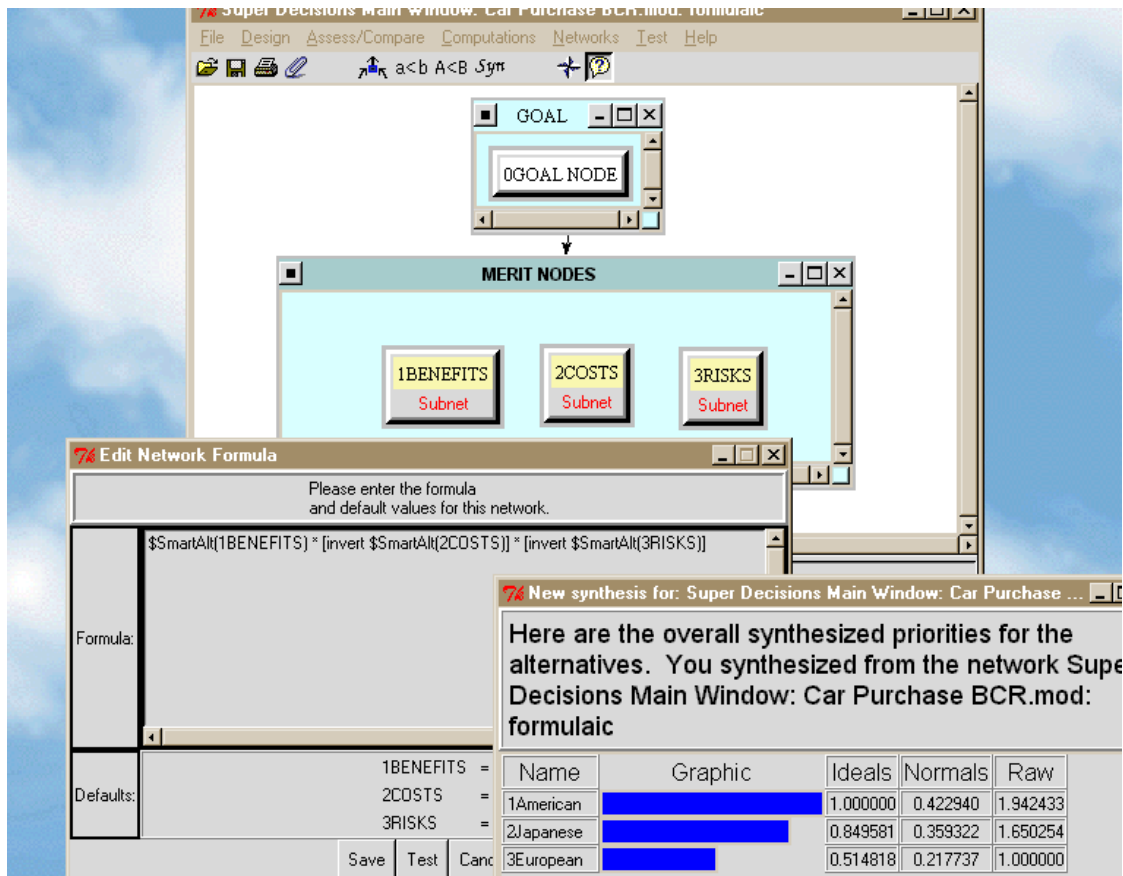 Super Decisions Main Window: Car Purchase BCR.mod: formulaic
File Design Assess/Compare Computations Networks Test Help
a<b A<B Syn
GOAL
0GOAL NODE
MERIT NODES
1BENEFITS
Subnet
2COSTS
Subnet
3RISKS
Subnet
Edit Network Formula
Please enter the formula
and default values for this network.
Formula:
$SmartAlt(1BENEFITS) * [invert $SmartAlt(2COSTS)] * [invert $SmartAlt(3RISKS)]
Defaults:
1BENEFITS =
2COSTS =
3RISKS =
Save Test Canc
New synthesis for: Super Decisions Main Window: Car Purchase ...
Here are the overall synthesized priorities for the
alternatives. You synthesized from the network Supe
Decisions Main Window: Car Purchase BCR.mod:
formulaic
Name Graphic Ideals Normals Raw
1American 1.000000 0.422940 1.942433
2Japanese 0.849581 0.359322 1.650254
3European 0.514818 0.217737 1.000000